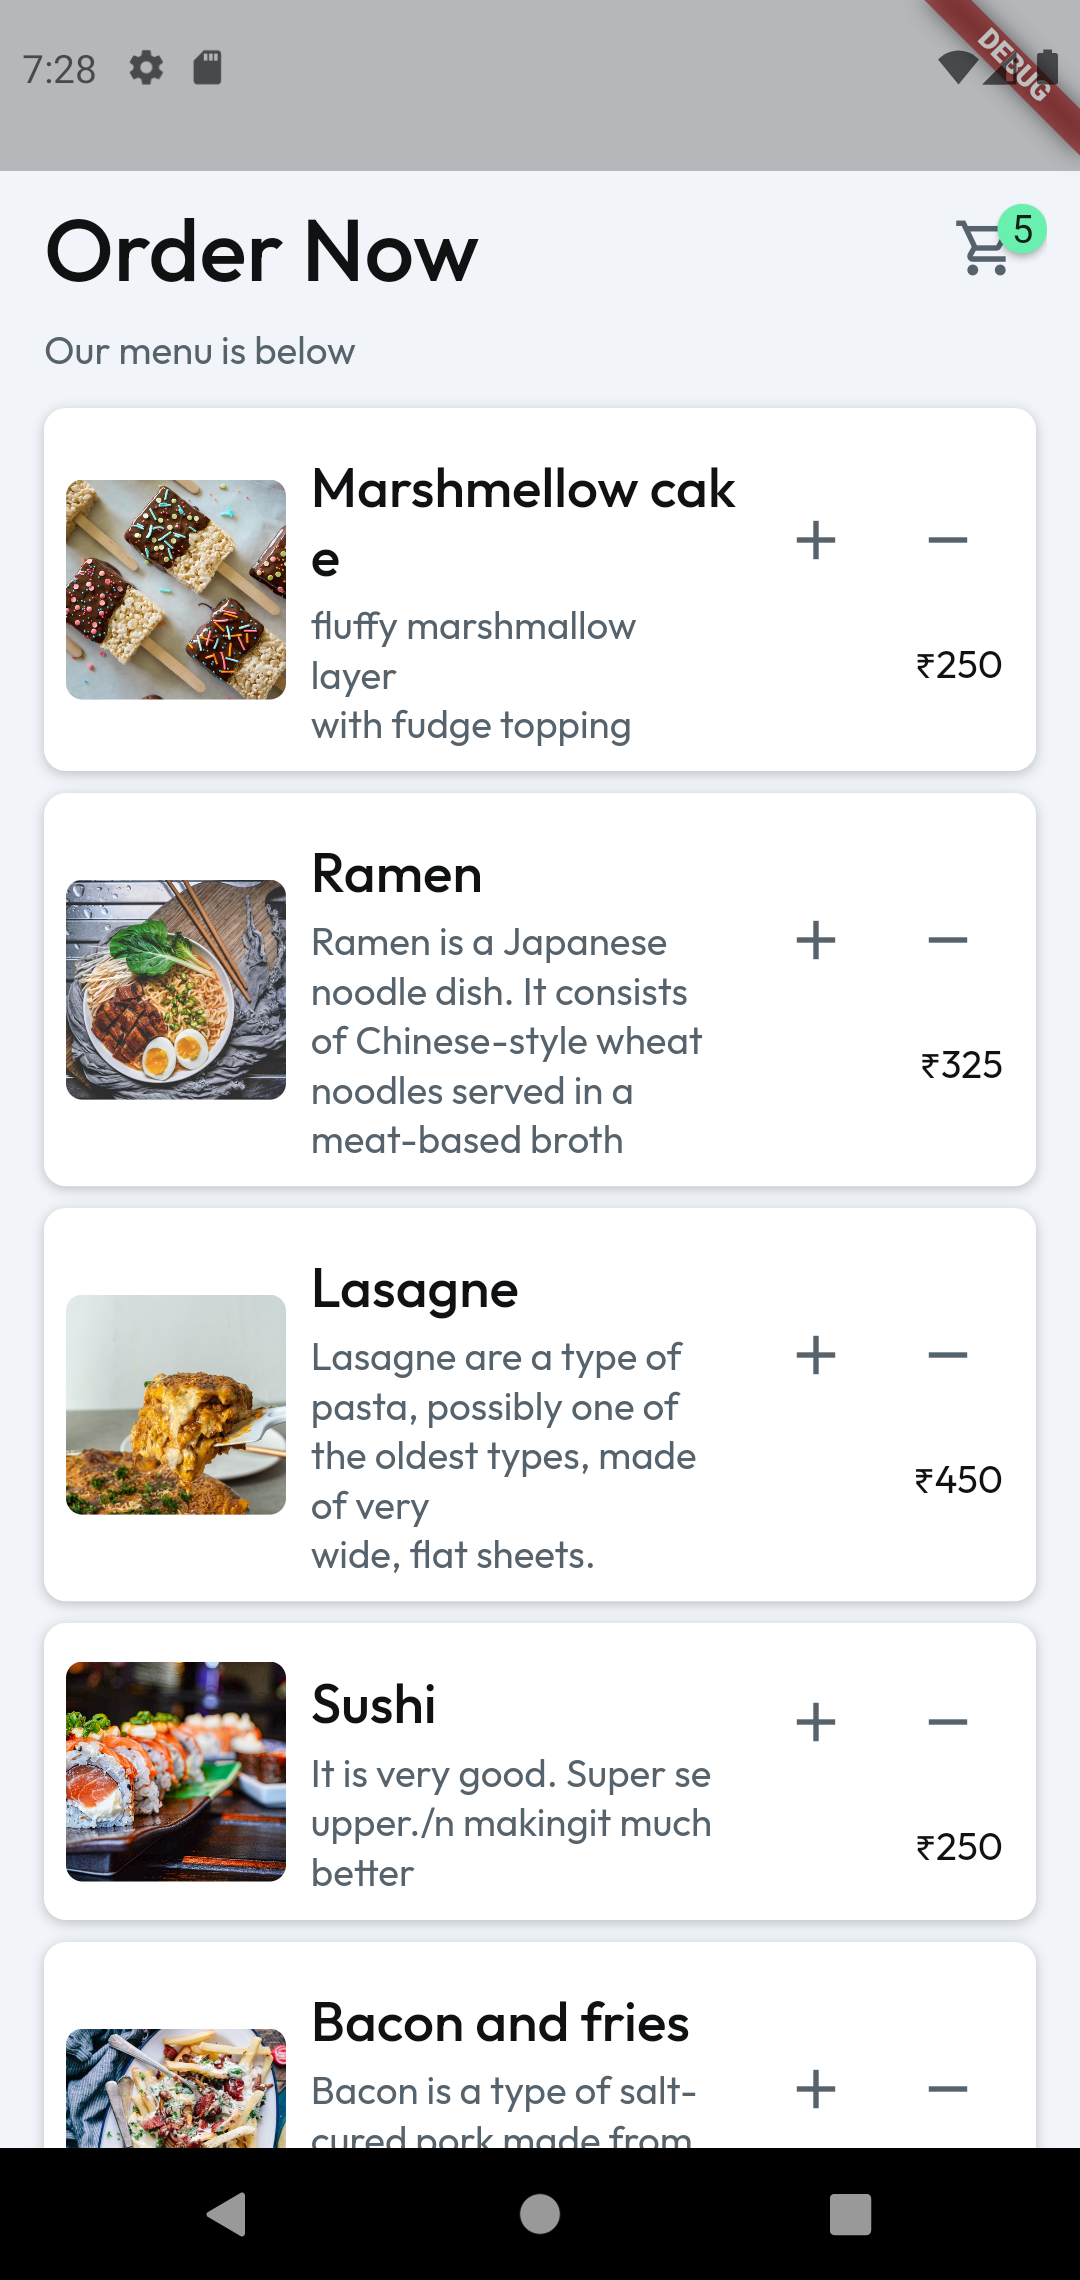 7:28
DEBUG
Order Now
5
Our menu is below
Marshmellow cak
e
fluffy marshmallow
layer
with fudge topping
₹250
Ramen
Ramen is a Japanese
noodle dish. It consists
of Chinese-style wheat
noodles served in a
meat-based broth
₹325
Lasagne
Lasagne are a type of
pasta, possibly one of
the oldest types, made
of very
wide, flat sheets.
₹450
Sushi
It is very good. Super se
upper./n makingit much
better
₹250
Bacon and fries
Bacon is a type of salt-
cured pork made from